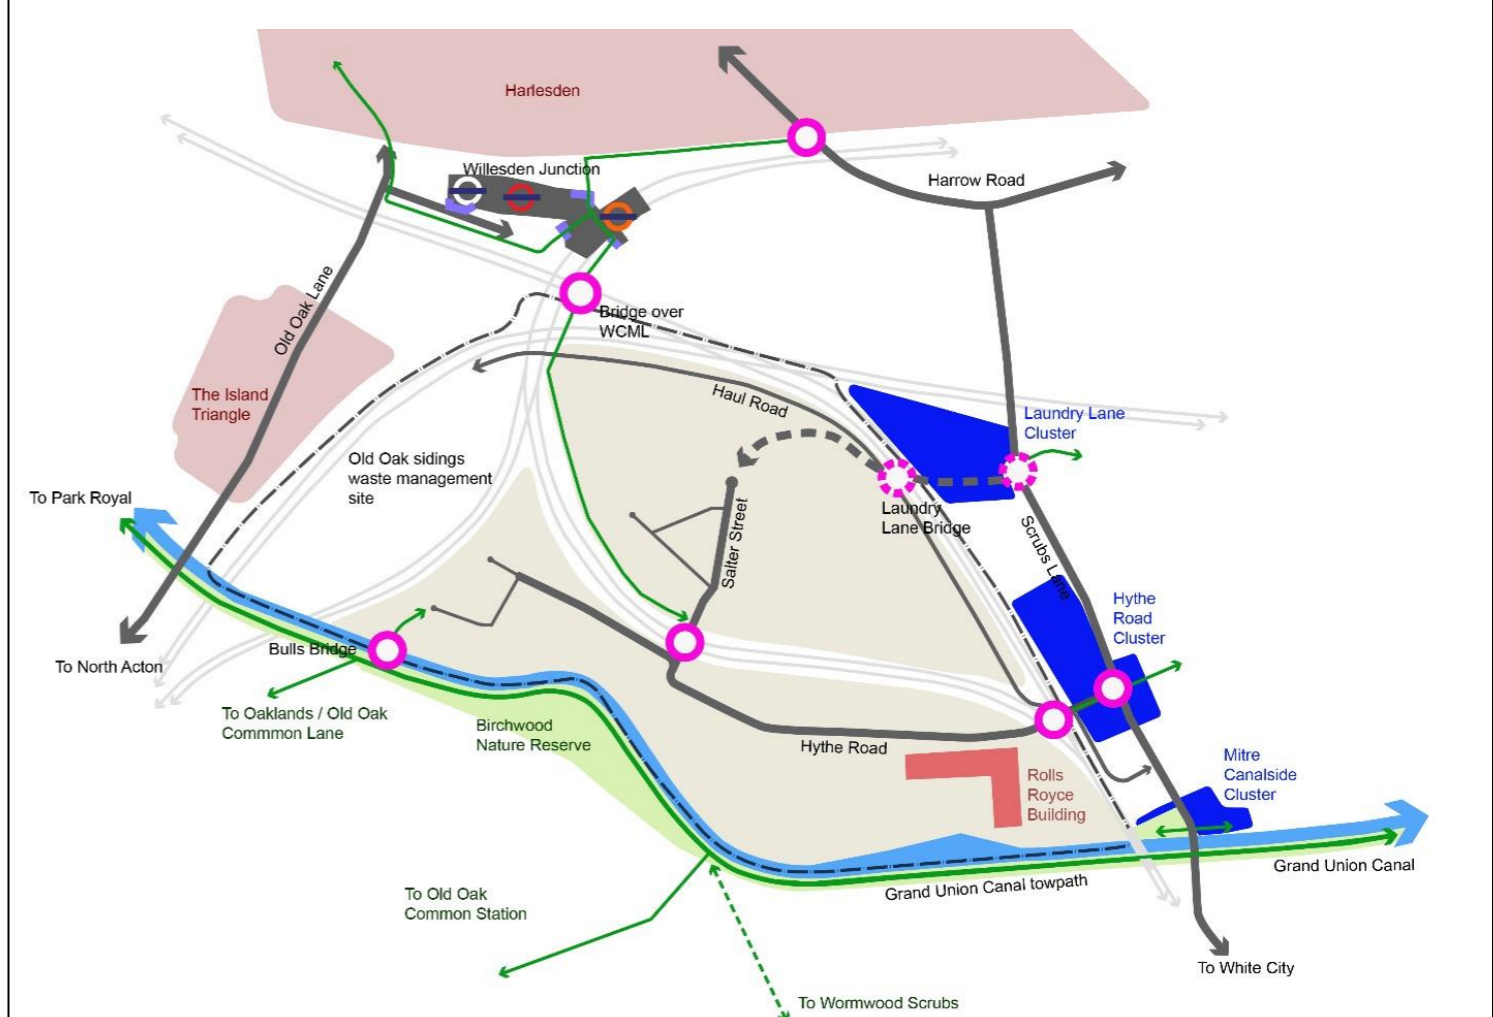 Harlesden
Willesden Junction
Harrow Road
Old Oak Lane
Bridge over
WCML
The Island
Triangle
Haul Road
Laundry Lane
Cluster
Old Oak sidings
waste management
site
To Park Royal
Salter Street
Laundry
Lane Bridge
Scrubs Lane
Hythe
Road
Cluster
Bulls Bridge
To North Acton
To Oaklands / Old Oak
Commmon Lane
Birchwood
Nature Reserve
Hythe Road
Rolls
Royce
Building
Mitre
Canalside
Cluster
Grand Union Canal
Grand Union Canal towpath
To Old Oak
Common Station
To White City
To Wormwood Scrubs